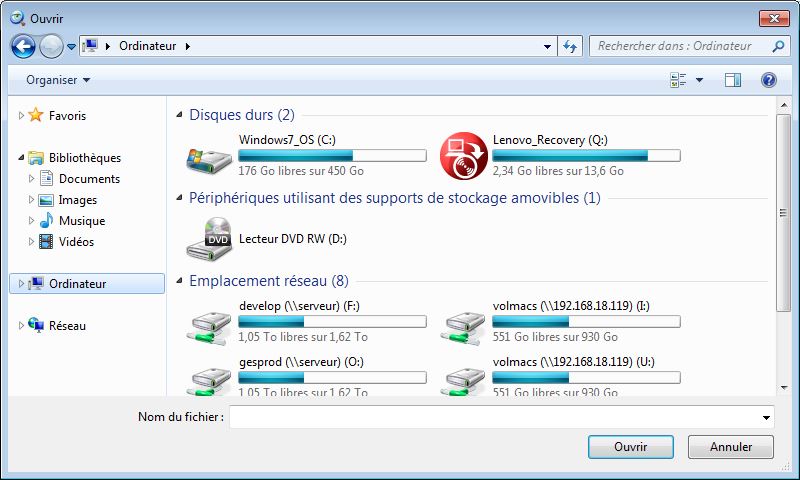 Ouvrir
Ordinateur
Rechercher dans : Ordinateur
Organiser
Favoris
Bibliothèques
Documents
Images
Musique
Vidéos
Ordinateur
Réseau
Disques durs (2)
Windows7_OS (C:)
176 Go libres sur 450 Go
Lenovo_Recovery (Q:)
2,34 Go libres sur 13,6 Go
Périphériques utilisant des supports de stockage amovibles (1)
DVD
Lecteur DVD RW (D:)
Emplacement réseau (8)
develop (\\serveur) (F:)
1,05 To libres sur 1,62 To
volmacs (\\192.168.18.119) (I:)
551 Go libres sur 930 Go
gesprod (\\serveur) (O:)
1,05 To libres sur 1,62 To
volmacs (\\192.168.18.119) (U:)
551 Go libres sur 930 Go
Nom du fichier :
Ouvrir
Annuler